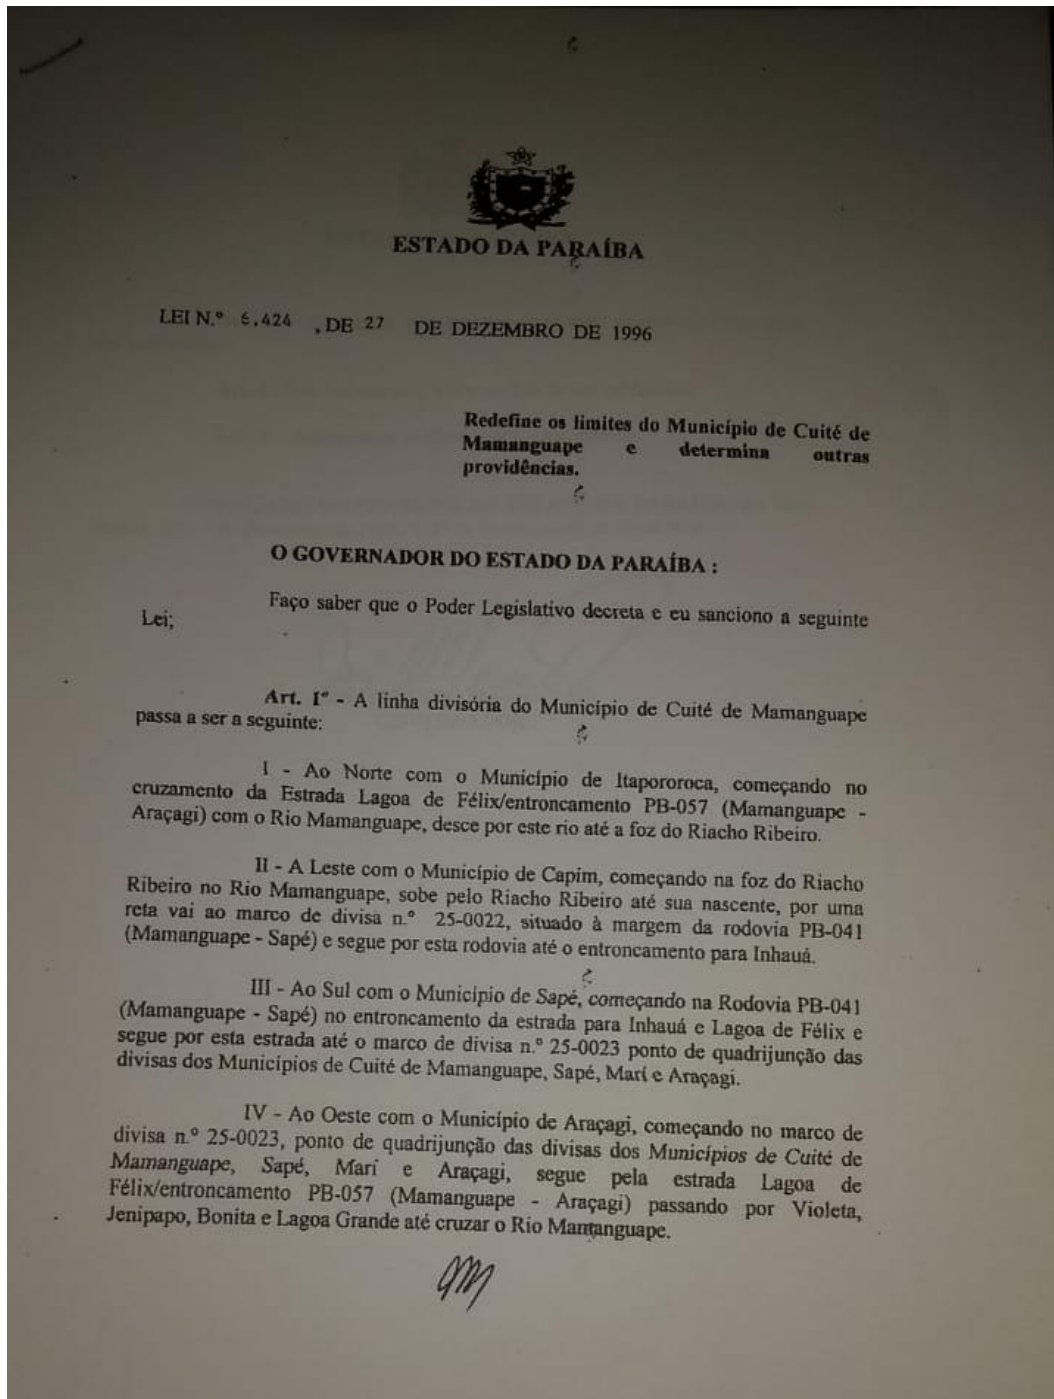 ESTADO DA PARAÍBA
LEI N.º 6.424 , DE 27 DE DEZEMBRO DE 1996
Redefine os limites do Município de Cuité de
Mamanguape e determina outras
providências.
O GOVERNADOR DO ESTADO DA PARAÍBA :
Faço saber que o Poder Legislativo decreta e eu sanciono a seguinte
Lei;
Art. 1º - A linha divisória do Município de Cuité de Mamanguape
passa a ser a seguinte:
I - Ao Norte com o Município de Itapororoca, começando no
cruzamento da Estrada Lagoa de Félix/entroncamento PB-057 (Mamanguape -
Araçagi) com o Rio Mamanguape, desce por este rio até a foz do Riacho Ribeiro.
II - A Leste com o Município de Capim, começando na foz do Riacho
Ribeiro no Rio Mamanguape, sobe pelo Riacho Ribeiro até sua nascente, por uma
reta vai ao marco de divisa n.º 25-0022, situado à margem da rodovia PB-041
(Mamanguape - Sapé) e segue por esta rodovia até o entroncamento para Inhauá.
III - Ao Sul com o Município de Sapé, começando na Rodovia PB-041
(Mamanguape - Sapé) no entroncamento da estrada para Inhauá e Lagoa de Félix e
segue por esta estrada até o marco de divisa n.º 25-0023 ponto de quadrijunção das
divisas dos Municípios de Cuité de Mamanguape, Sapé, Marí e Araçagi.
IV - Ao Oeste com o Município de Araçagi, começando no marco de
divisa n.º 25-0023, ponto de quadrijunção das divisas dos Municípios de Cuité de
Mamanguape, Sapé, Marí e Araçagi, segue pela estrada Lagoa de
Félix/entroncamento PB-057 (Mamanguape - Araçagi) passando por Violeta,
Jenipapo, Bonita e Lagoa Grande até cruzar o Rio Mamanguape.